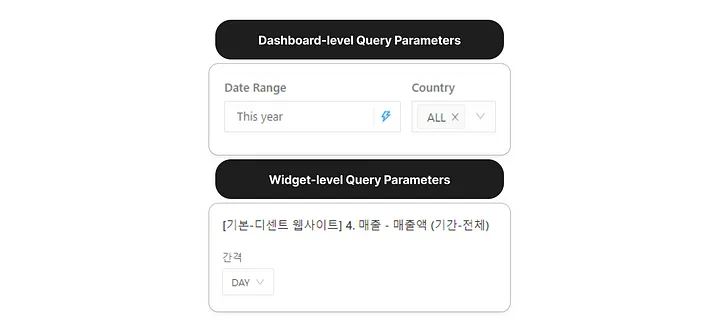 Dashboard-level Query Parameters
Date Range
Country
This year
ALL
Widget-level Query Parameters
[기본-디센트 웹사이트] 4. 매출 - 매출액 (기간-전체)
간격
DAY